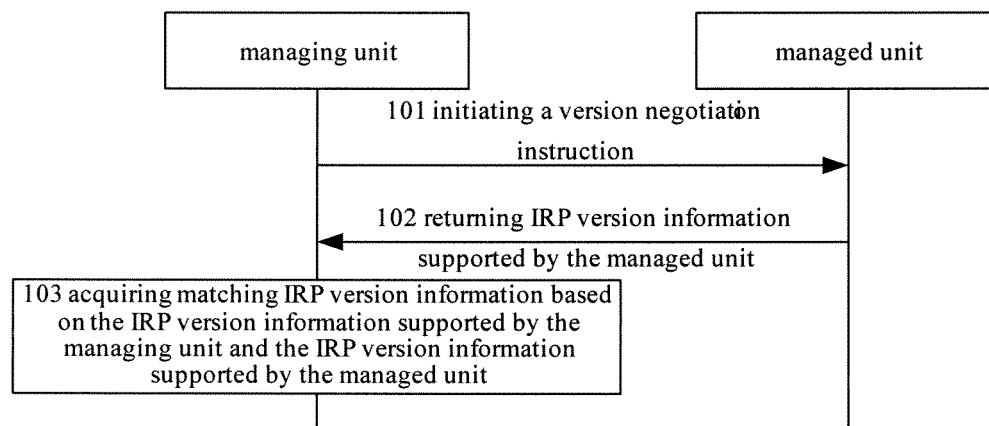 managing unit
managed unit
101 initiating a version negotiation
instruction
102 returning IRP version information
supported by the managed unit
103 acquiring matching IRP version information based
on the IRP version information supported by the
managing unit and the IRP version information
supported by the managed unit